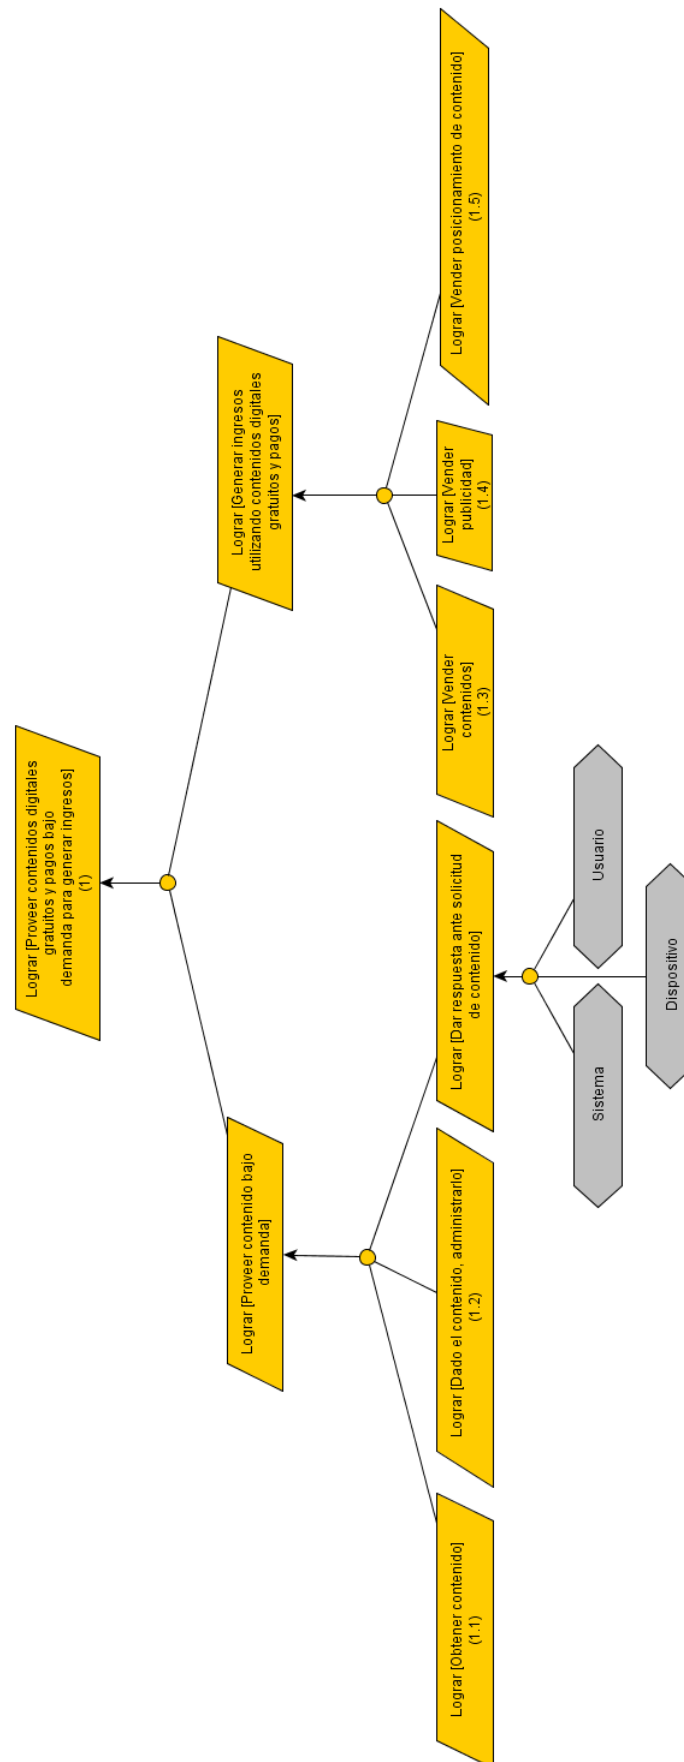 Lograr [Proveer contenidos digitales
gratuitos y pagos bajo
demanda para generar ingresos]
(1)
Lograr [Proveer contenido bajo
demanda]
Lograr [Generar ingresos
utilizando contenidos digitales
gratuitos y pagos]
Lograr [Obtener contenido]
(1.1)
Lograr [Dado el contenido, administrarlo]
(1.2)
Lograr [Dar respuesta ante solicitud
de contenido]
Lograr [Vender
contenidos]
(1.3)
Lograr [Vender
publicidad]
(1.4)
Lograr [Vender posicionamiento de contenido]
(1.5)
Sistema
Usuario
Dispositivo